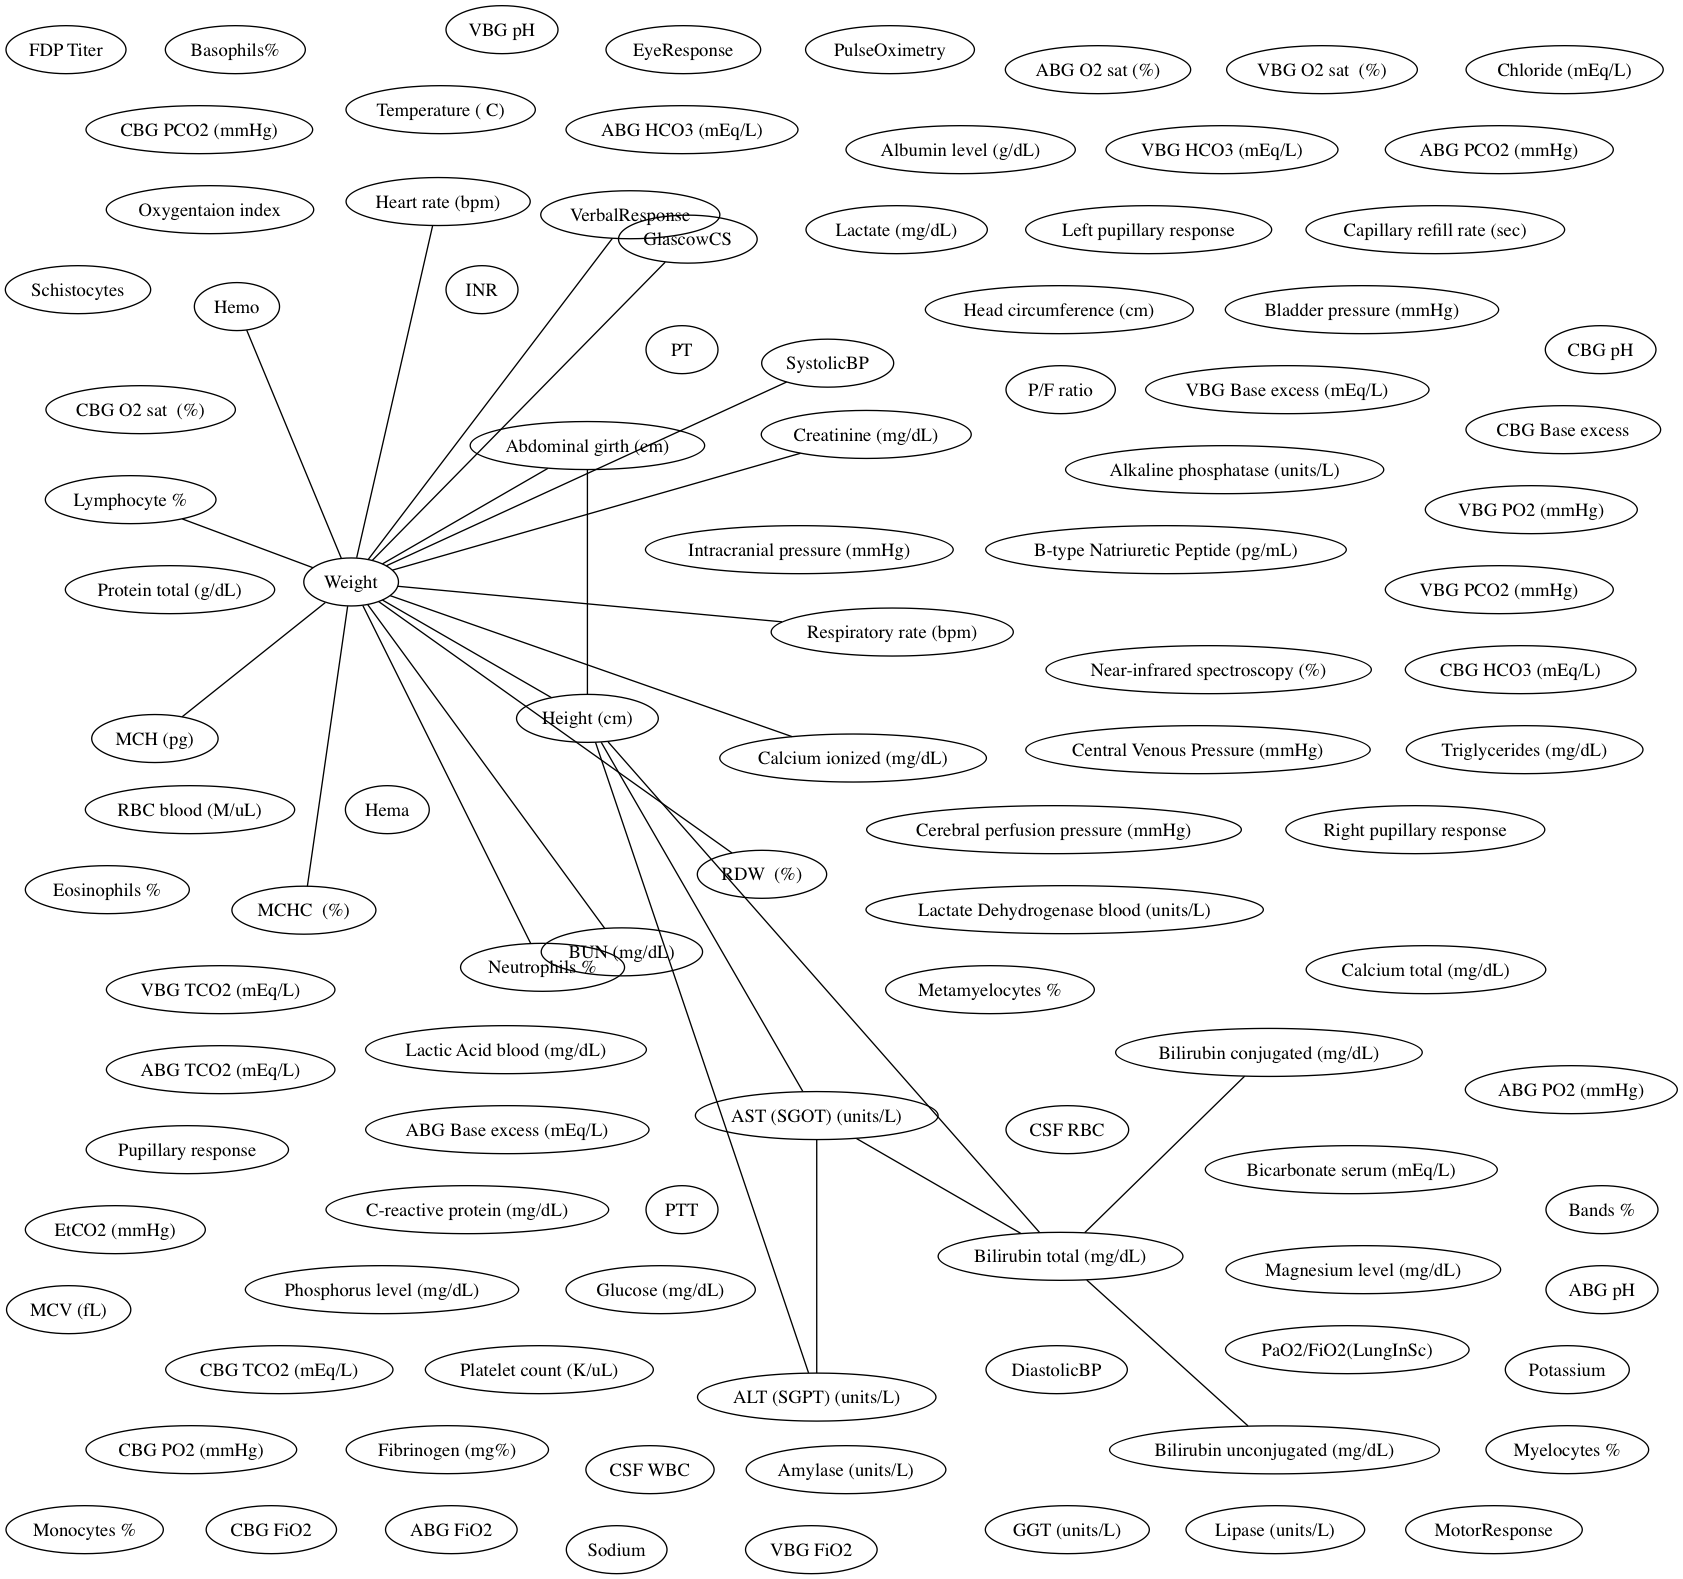 VBG pH
FDP Titer
Basophils%
EyeResponse
PulseOximetry
ABG O2 sat (%)
VBG O2 sat  (%)
Chloride (mEq/L)
Temperature ( C)
CBG PCO2 (mmHg)
ABG HCO3 (mEq/L)
Albumin level (g/dL)
VBG HCO3 (mEq/L)
ABG PCO2 (mmHg)
Oxygentaion index
Heart rate (bpm)
VerbalResponse
GlascowCS
Lactate (mg/dL)
Left pupillary response
Capillary refill rate (sec)
Schistocytes
Hemo
INR
Head circumference (cm)
Bladder pressure (mmHg)
PT
SystolicBP
CBG pH
P/F ratio
VBG Base excess (mEq/L)
CBG O2 sat  (%)
Abdominal girth (cm)
Creatinine (mg/dL)
CBG Base excess
Alkaline phosphatase (units/L)
Lymphocyte %
VBG PO2 (mmHg)
Intracranial pressure (mmHg)
B-type Natriuretic Peptide (pg/mL)
Weight
Protein total (g/dL)
VBG PCO2 (mmHg)
Respiratory rate (bpm)
Near-infrared spectroscopy (%)
CBG HCO3 (mEq/L)
MCH (pg)
Height (cm)
Calcium ionized (mg/dL)
Central Venous Pressure (mmHg)
Triglycerides (mg/dL)
RBC blood (M/uL)
Hema
Cerebral perfusion pressure (mmHg)
Right pupillary response
Eosinophils %
RDW  (%)
MCHC  (%)
Lactate Dehydrogenase blood (units/L)
BUN (mg/dL)
Neutrophils %
Calcium total (mg/dL)
VBG TCO2 (mEq/L)
Metamyelocytes %
Lactic Acid blood (mg/dL)
Bilirubin conjugated (mg/dL)
ABG TCO2 (mEq/L)
ABG PO2 (mmHg)
ABG Base excess (mEq/L)
AST (SGOT) (units/L)
CSF RBC
Pupillary response
Bicarbonate serum (mEq/L)
C-reactive protein (mg/dL)
PTT
Bands %
EtCO2 (mmHg)
Bilirubin total (mg/dL)
Magnesium level (mg/dL)
Phosphorus level (mg/dL)
Glucose (mg/dL)
ABG pH
MCV (fL)
PaO2/FiO2(LungInSc)
CBG TCO2 (mEq/L)
Platelet count (K/uL)
DiastolicBP
Potassium
ALT (SGPT) (units/L)
CBG PO2 (mmHg)
Fibrinogen (mg%)
Bilirubin unconjugated (mg/dL)
Myelocytes %
CSF WBC
Amylase (units/L)
Monocytes %
CBG FiO2
ABG FiO2
Sodium
VBG FiO2
GGT (units/L)
Lipase (units/L)
MotorResponse